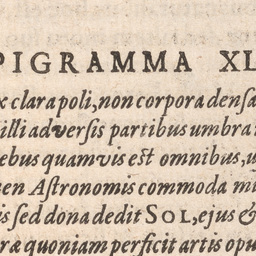 PIGRAMMA XL
x clara poli, non corpora densa
illi adversis partibus umbra
ebus quamvis est omnibus, u
en Astronomis commoda mi
is sed dona dedit SOL, ejus &
ræ quoniam perficit artis opu